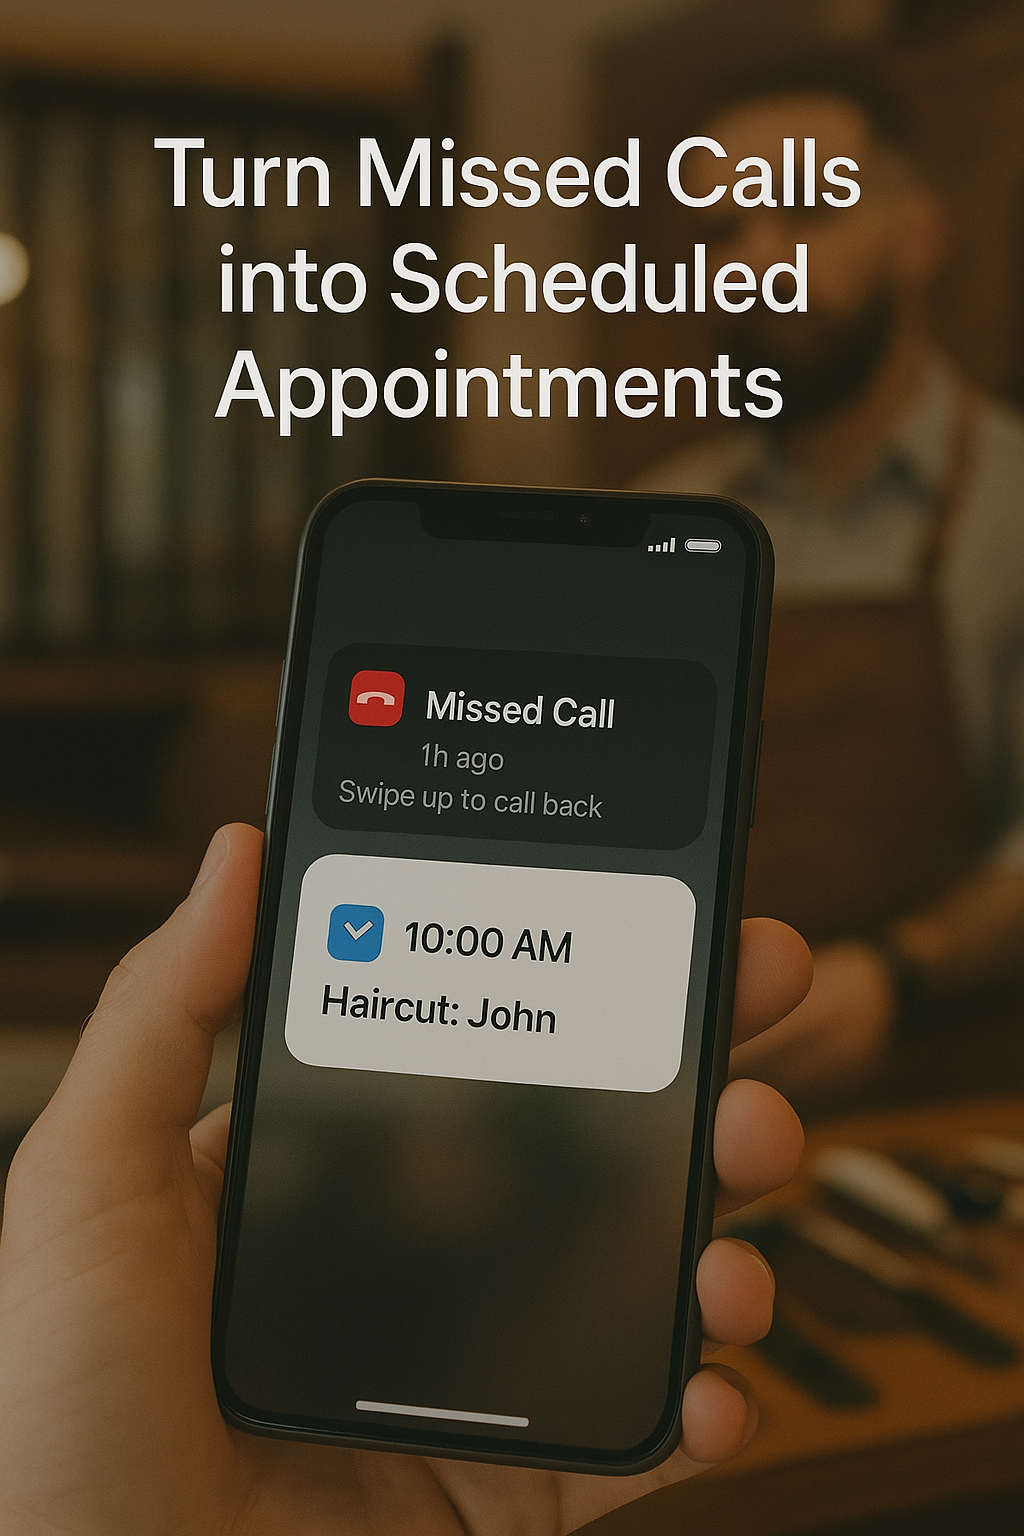 Turn Missed Calls
into Scheduled
Appointments
Missed Call
1h ago
Swipe up to call back
10:00 AM
Haircut: John